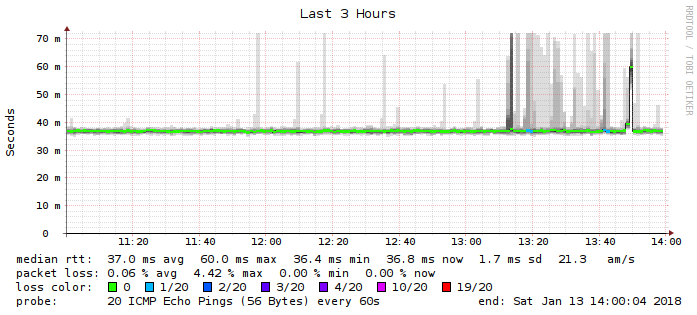 Last 3 Hours
RRDTOOL / TOBI OETIKER
Seconds
70 m
60 m
50 m
40 m
30 m
20 m
10 m
0
11:20 11:40 12:00 12:20 12:40 13:00 13:20 13:40 14:00
median rtt: 37.0 ms avg 60.0 ms max 36.4 ms min 36.8 ms now 1.7 ms sd 21.3 am/s
packet loss: 0.06 % avg 4.42 % max 0.00 % min 0.00 % now
loss color: 0 1/20 2/20 3/20 4/20 10/20 19/20
probe: 20 ICMP Echo Pings (56 Bytes) every 60s end: Sat Jan 13 14:00:04 2018